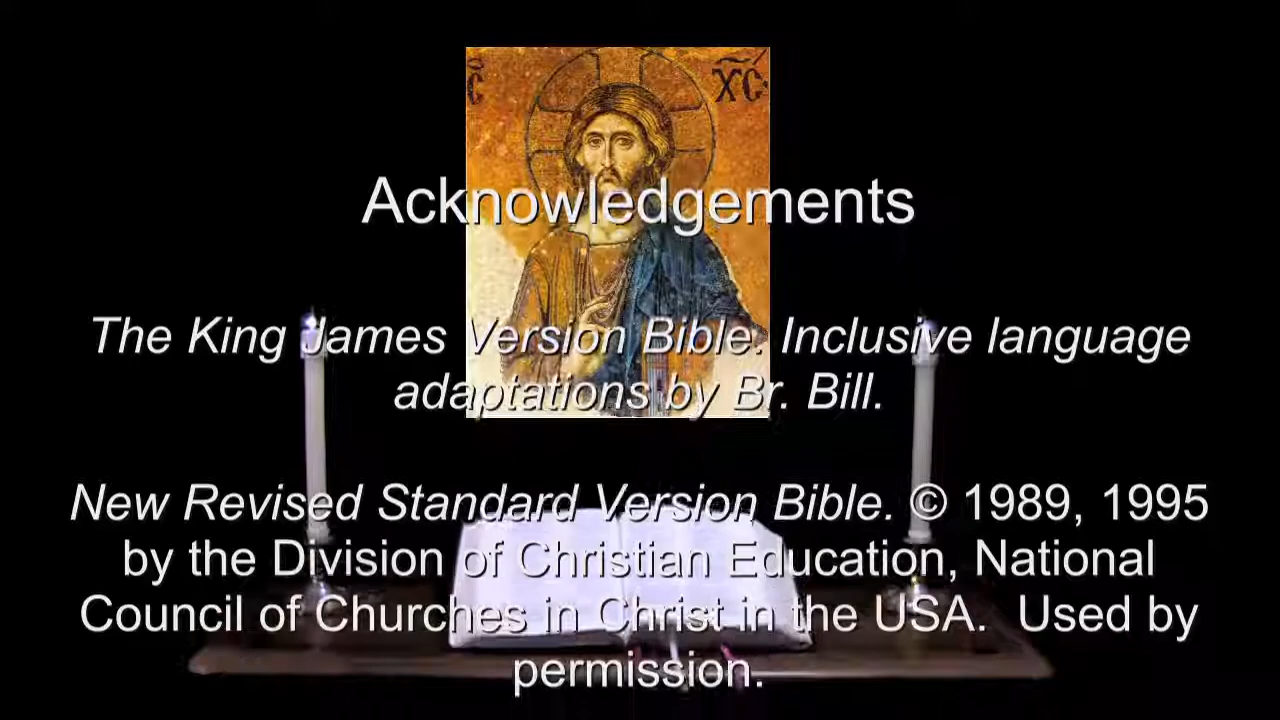 C XC
Acknowledgements
The King James Version Bible. Inclusive language
adaptations by Br. Bill.
New Revised Standard Version Bible. © 1989, 1995
by the Division of Christian Education, National
Council of Churches in Christ in the USA. Used by
permission.